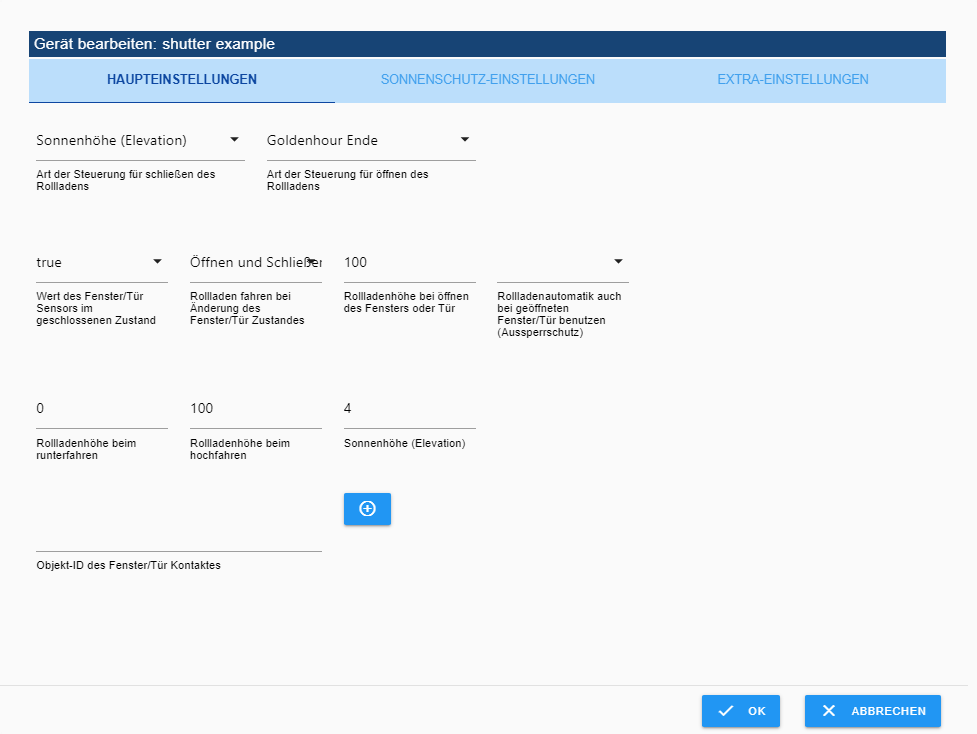 Gerät bearbeiten: shutter example
HAUPTEINSTELLUNGEN SONNENSCHUTZ-EINSTELLUNGEN EXTRA-EINSTELLUNGEN
Sonnenhöhe (Elevation) Goldenhour Ende
Art der Steuerung für schließen des
Rollladens
Art der Steuerung für öffnen des
Rollladens
true Öffnen und Schließen 100
Wert des Fenster/Tür
Sensors im
geschlossenen Zustand
Rollladen fahren bei
Änderung des
Fenster/Tür Zustandes
Rollladenhöhe bei öffnen
des Fensters oder Tür
Rollladenautomatik auch
bei geöffneten
Fenster/Tür benutzen
(Aussperrschutz)
0 100 4
Rollladenhöhe beim
runterfahren
Rollladenhöhe beim
hochfahren
Sonnenhöhe (Elevation)
Objekt-ID des Fenster/Tür Kontaktes
OK ABBRECHEN